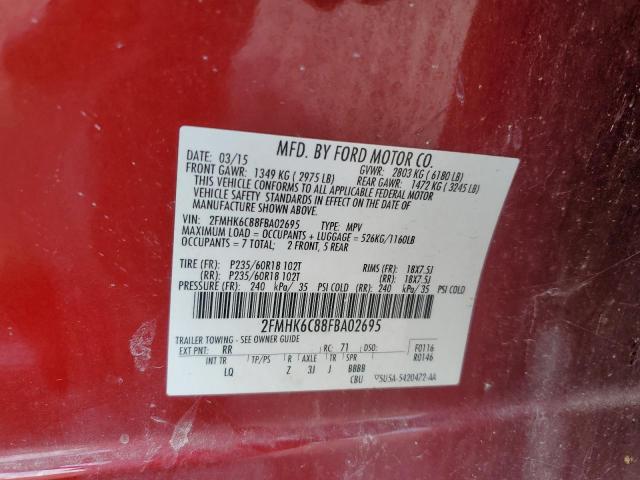 MFD. BY FORD MOTOR CO.
DATE: 03/15 GVWR: 2803 KG ( 6180 LB)
FRONT GAWR: 1349 KG ( 2975 LB) REAR GAWR: 1472 KG ( 3245 LB)
THIS VEHICLE CONFORMS TO ALL APPLICABLE FEDERAL MOTOR
VEHICLE SAFETY STANDARDS IN EFFECT ON THE DATE OF
MANUFACTURE SHOWN ABOVE.
VIN: 2FMHK6C88FBA02695 TYPE: MPV
MAXIMUM LOAD = OCCUPANTS + LUGGAGE = 526KG/1160LB
OCCUPANTS = 7 TOTAL: 2 FRONT, 5 REAR
TIRE (FR): P235/60R18 102T RIMS (FR): 18X7.5J
(RR): P235/60R18 102T (RR): 18X7.5J
PRESSURE (FR): 240 kPa/ 35 PSI COLD (RR): 240 kPa/ 35 PSI COLD
2FMHK6C88FBA02695
TRAILER TOWING - SEE OWNER GUIDE
EXT PNT: RR RC: 71 DSO: F0116
INT TR TP/PS R AXLE TR SPR R0146
LQ Z 3J J BBBB
CBU 5U5A-5420472-AA